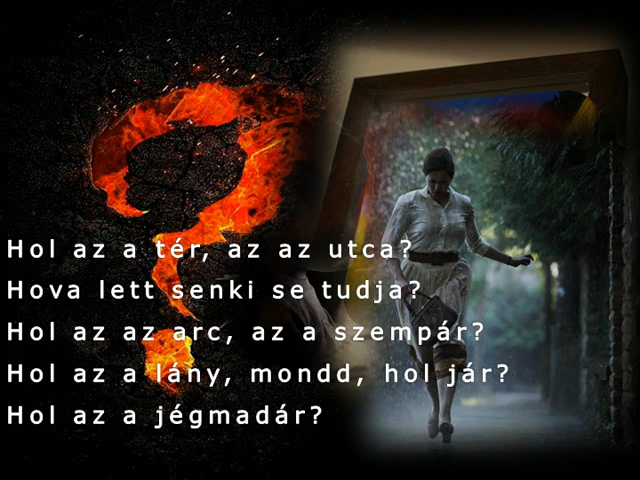 Hol az a tér, az az utca?
Hova lett senki se tudja?
Hol az az arc, az a szempár?
Hol az a lány, mondd, hol jár?
Hol az a jégmadár?